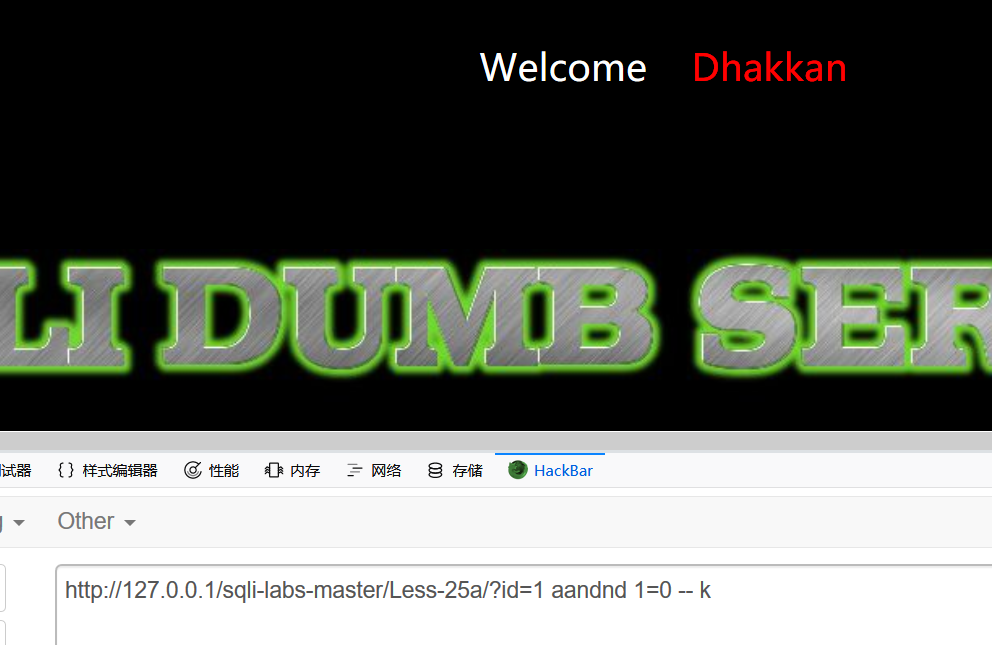 Welcome Dhakkan
LI DUMB SER
试器 {} 样式编辑器 性能 内存 网络 存储 HackBar
Other
http://127.0.0.1/sqli-labs-master/Less-25a/?id=1 aandnd 1=0 -- k